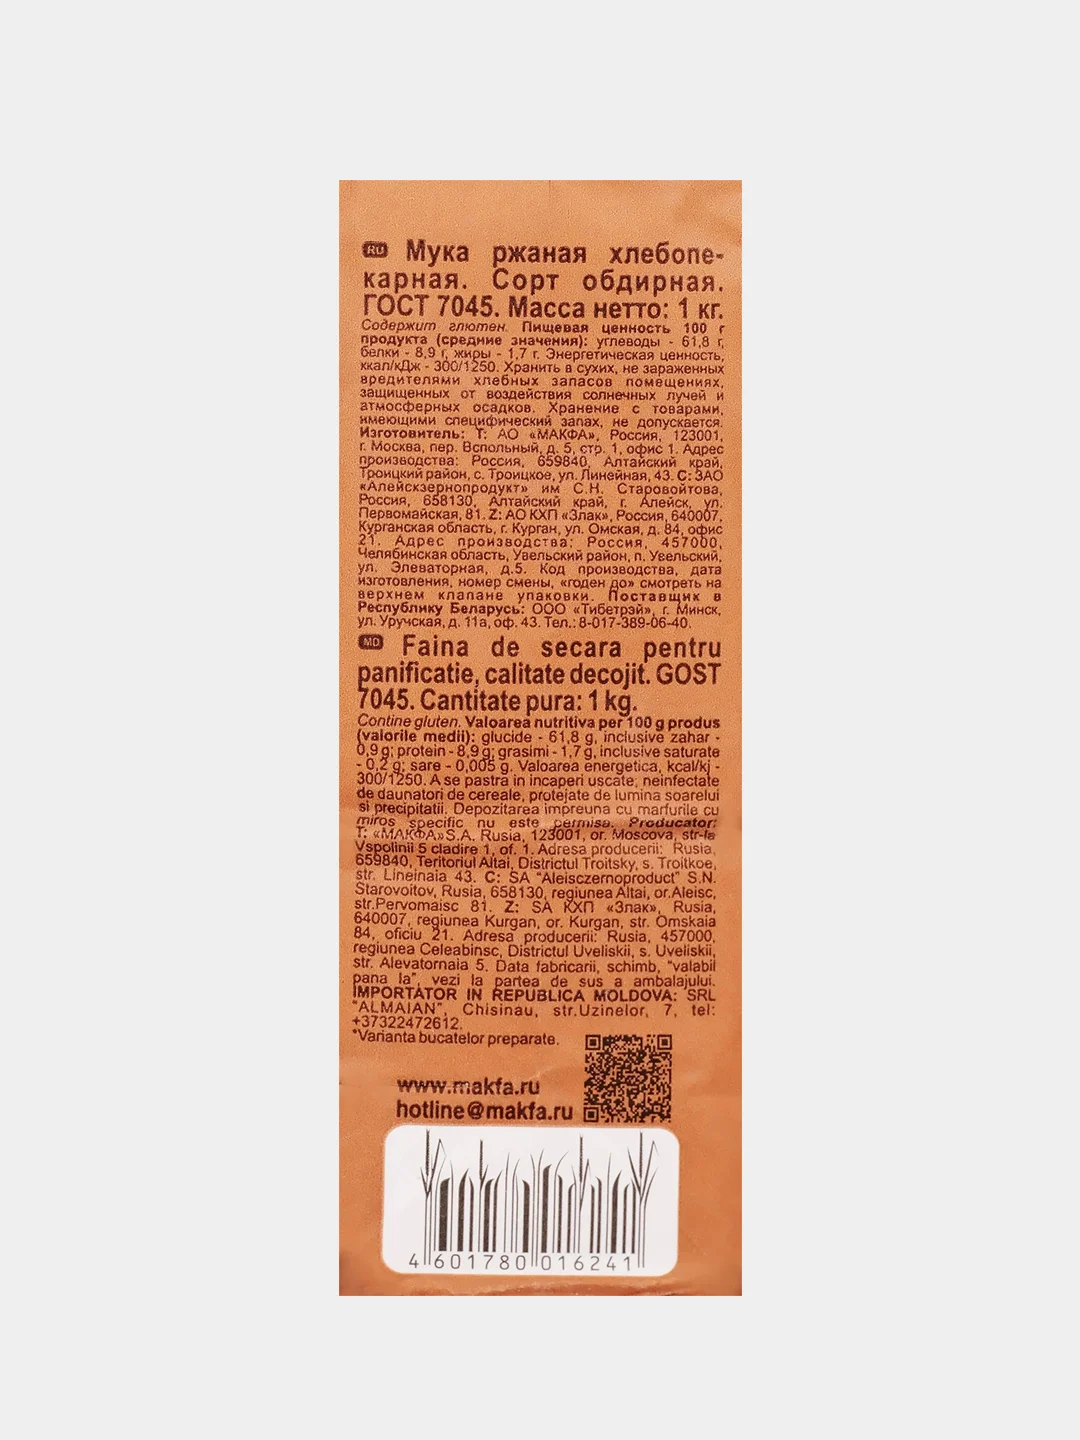 RU Мука ржаная хлебопе-
карная. Сорт обдирная.
ГОСТ 7045. Масса нетто: 1 кг.
Содержит глютен. Пищевая ценность 100 г
продукта (средние значения): углеводы - 61,8 г,
белки - 8,9 г, жиры - 1,7 г. Энергетическая ценность,
ккал/кДж - 300/1250. Хранить в сухих, не зараженных
вредителями хлебных запасов помещениях,
защищенных от воздействия солнечных лучей и
атмосферных осадков. Хранение с товарами,
имеющими специфический запах, не допускается.
Изготовитель: Т: АО «МАКФА», Россия, 123001,
г. Москва, пер. Вспольный, д. 5, стр. 1, офис 1. Адрес
производства: Россия, 659840, Алтайский край,
Троицкий район, с. Троицкое, ул. Линейная, 43. С: ЗАО
«Алейскзернопродукт» им С.Н. Старовойтова,
Россия, 658130, Алтайский край, г. Алейск, ул.
Первомайская, 81. Z: АО КХП «Злак», Россия, 640007,
Курганская область, г. Курган, ул. Омская, д. 84, офис
21. Адрес производства: Россия, 457000,
Челябинская область, Увельский район, п. Увельский,
ул. Элеваторная, д.5. Код производства, дата
изготовления, номер смены, «годен до» смотреть на
верхнем клапане упаковки. Поставщик в
Республику Беларусь: ООО «Тибетрэй», г. Минск,
ул. Уручская, д. 11а, оф. 43. Тел.: 8-017-389-06-40.
MD Faina de secara pentru
panificatie, calitate decojit. GOST
7045. Cantitate pura: 1 kg.
Contine gluten. Valoarea nutritiva per 100 g produs
(valorile medii): glucide - 61,8 g, inclusive zahar -
0,9 g; protein - 8,9 g; grasimi - 1,7 g, inclusive saturate
- 0,2 g; sare - 0,005 g. Valoarea energetica, kcal/kj -
300/1250. A se pastra in incaperi uscate, neinfectate
de daunatori de cereale, protejate de lumina soarelui
si precipitatii. Depozitarea impreuna cu marfurile cu
miros specific nu este permisa. Producator:
T: «МАКФА» S.A. Rusia, 123001, or. Moscova, str-la
Vspolinii 5 cladire 1, of. 1. Adresa producerii: Rusia,
659840, Teritoriul Altai, Districtul Troitsky, s. Troitkoe,
str. Lineinaia 43. C: SA “Aleisczernoproduct” S.N.
Starovoitov, Rusia, 658130, regiunea Altai, or.Aleisc,
str.Pervomaisc 81. Z: SA КХП «Злак», Rusia,
640007, regiunea Kurgan, or. Kurgan, str. Omskaia
84, oficiu 21. Adresa producerii: Rusia, 457000,
regiunea Celeabinsc, Districtul Uveliskii, s. Uveliskii,
str. Alevatornaia 5. Data fabricarii, schimb, “valabil
pana la”, vezi la partea de sus a ambalajului.
IMPORTATOR IN REPUBLICA MOLDOVA: SRL
“ALMAIAN”, Chisinau, str.Uzinelor, 7, tel:
+37322472612.
*Varianta bucatelor preparate.
www.makfa.ru
hotline@makfa.ru
4 601780 016241